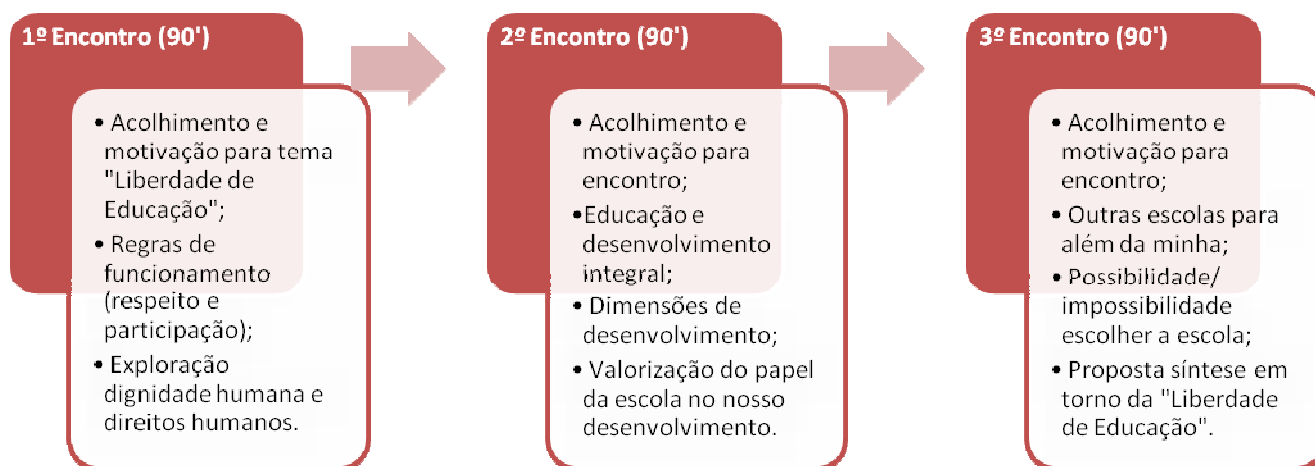 1º Encontro (90')
• Acolhimento e
motivação para tema
"Liberdade de
Educação";
• Regras de
funcionamento
(respeito e
participação);
• Exploração
dignidade humana e
direitos humanos.
2º Encontro (90')
• Acolhimento e
motivação para
encontro;
•Educação e
desenvolvimento
integral;
• Dimensões de
desenvolvimento;
• Valorização do papel
da escola no nosso
desenvolvimento.
3º Encontro (90')
• Acolhimento e
motivação para
encontro;
• Outras escolas para
além da minha;
• Possibilidade/
impossibilidade
escolher a escola;
• Proposta síntese em
torno da "Liberdade
de Educação".